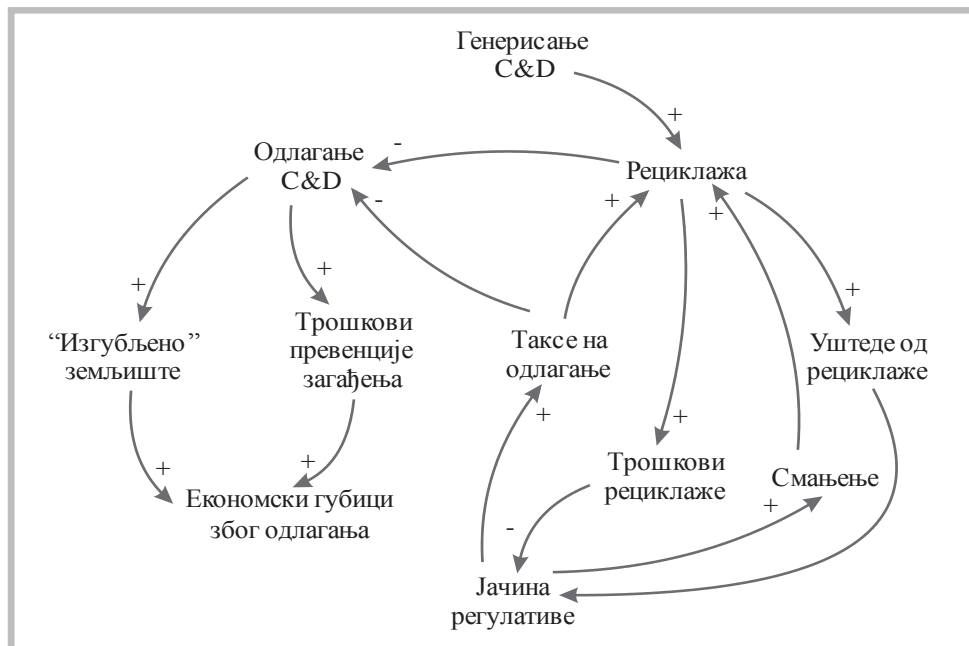 Генерисање
C&D
+
Одлагање
C&D
-
Рециклажа
-
+
+
+
+
+
“Изгубљено”
земљиште
Трошкови
превенције
загађења
Таксе на
одлагање
Уштеде од
рециклаже
+
+
+
+
Трошкови
рециклаже
Смањење
+
Економски губици
због одлагања
-
Јачина
регулативе